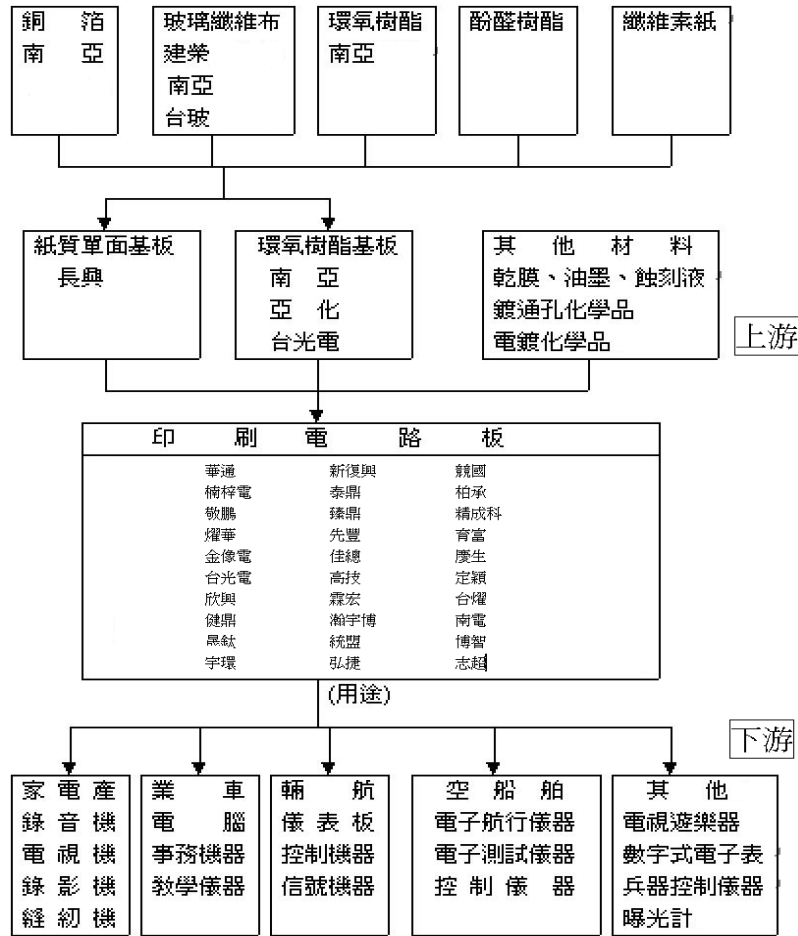 銅箔
南亞
玻璃纖維布
建榮
南亞
台玻
環氧樹酯
南亞
酚醛樹酯
纖維素紙
紙質單面基板
長興
環氧樹酯基板
南亞
亞化
台光電
其他材料
乾膜、油墨、蝕刻液
鍍通孔化學品
電鍍化學品
上游
印刷電路板
華通 新復興 競國
楠梓電 泰鼎 柏承
敬鵬 臻鼎 精成科
燿華 先豐 育富
金像電 佳總 慶生
台光電 高技 定穎
欣興 霖宏 台燿
健鼎 瀚宇博 南電
晟鈦 統盟 博智
宇環 弘捷 志超
(用途)
下游
家電產
錄音機
電視機
錄影機
縫紉機
業車
電腦
事務機器
教學儀器
輛航
儀表板
控制機器
信號機器
空船舶
電子航行儀器
電子測試儀器
控制儀器
其他
電視遊樂器
數字式電子表
兵器控制儀器
曝光計